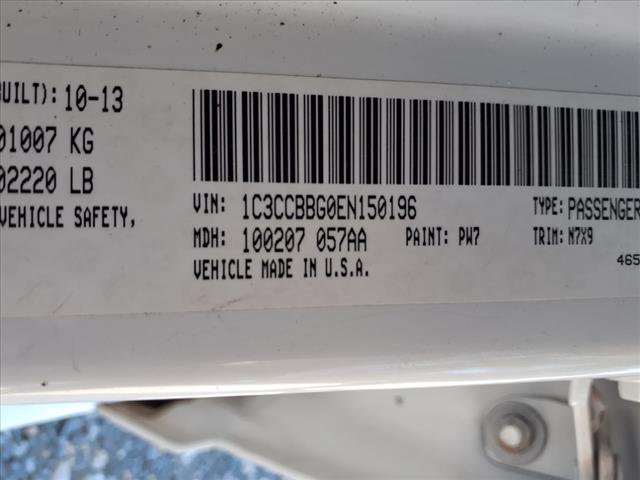 BUILT): 10-13
01007 KG
02220 LB
VEHICLE SAFETY,
VIN: 1C3CCBBG0EN150196 TYPE: PASSENGER
MDH: 100207 057AA PAINT: PW7 TRIM: N7X9
VEHICLE MADE IN U.S.A.
465